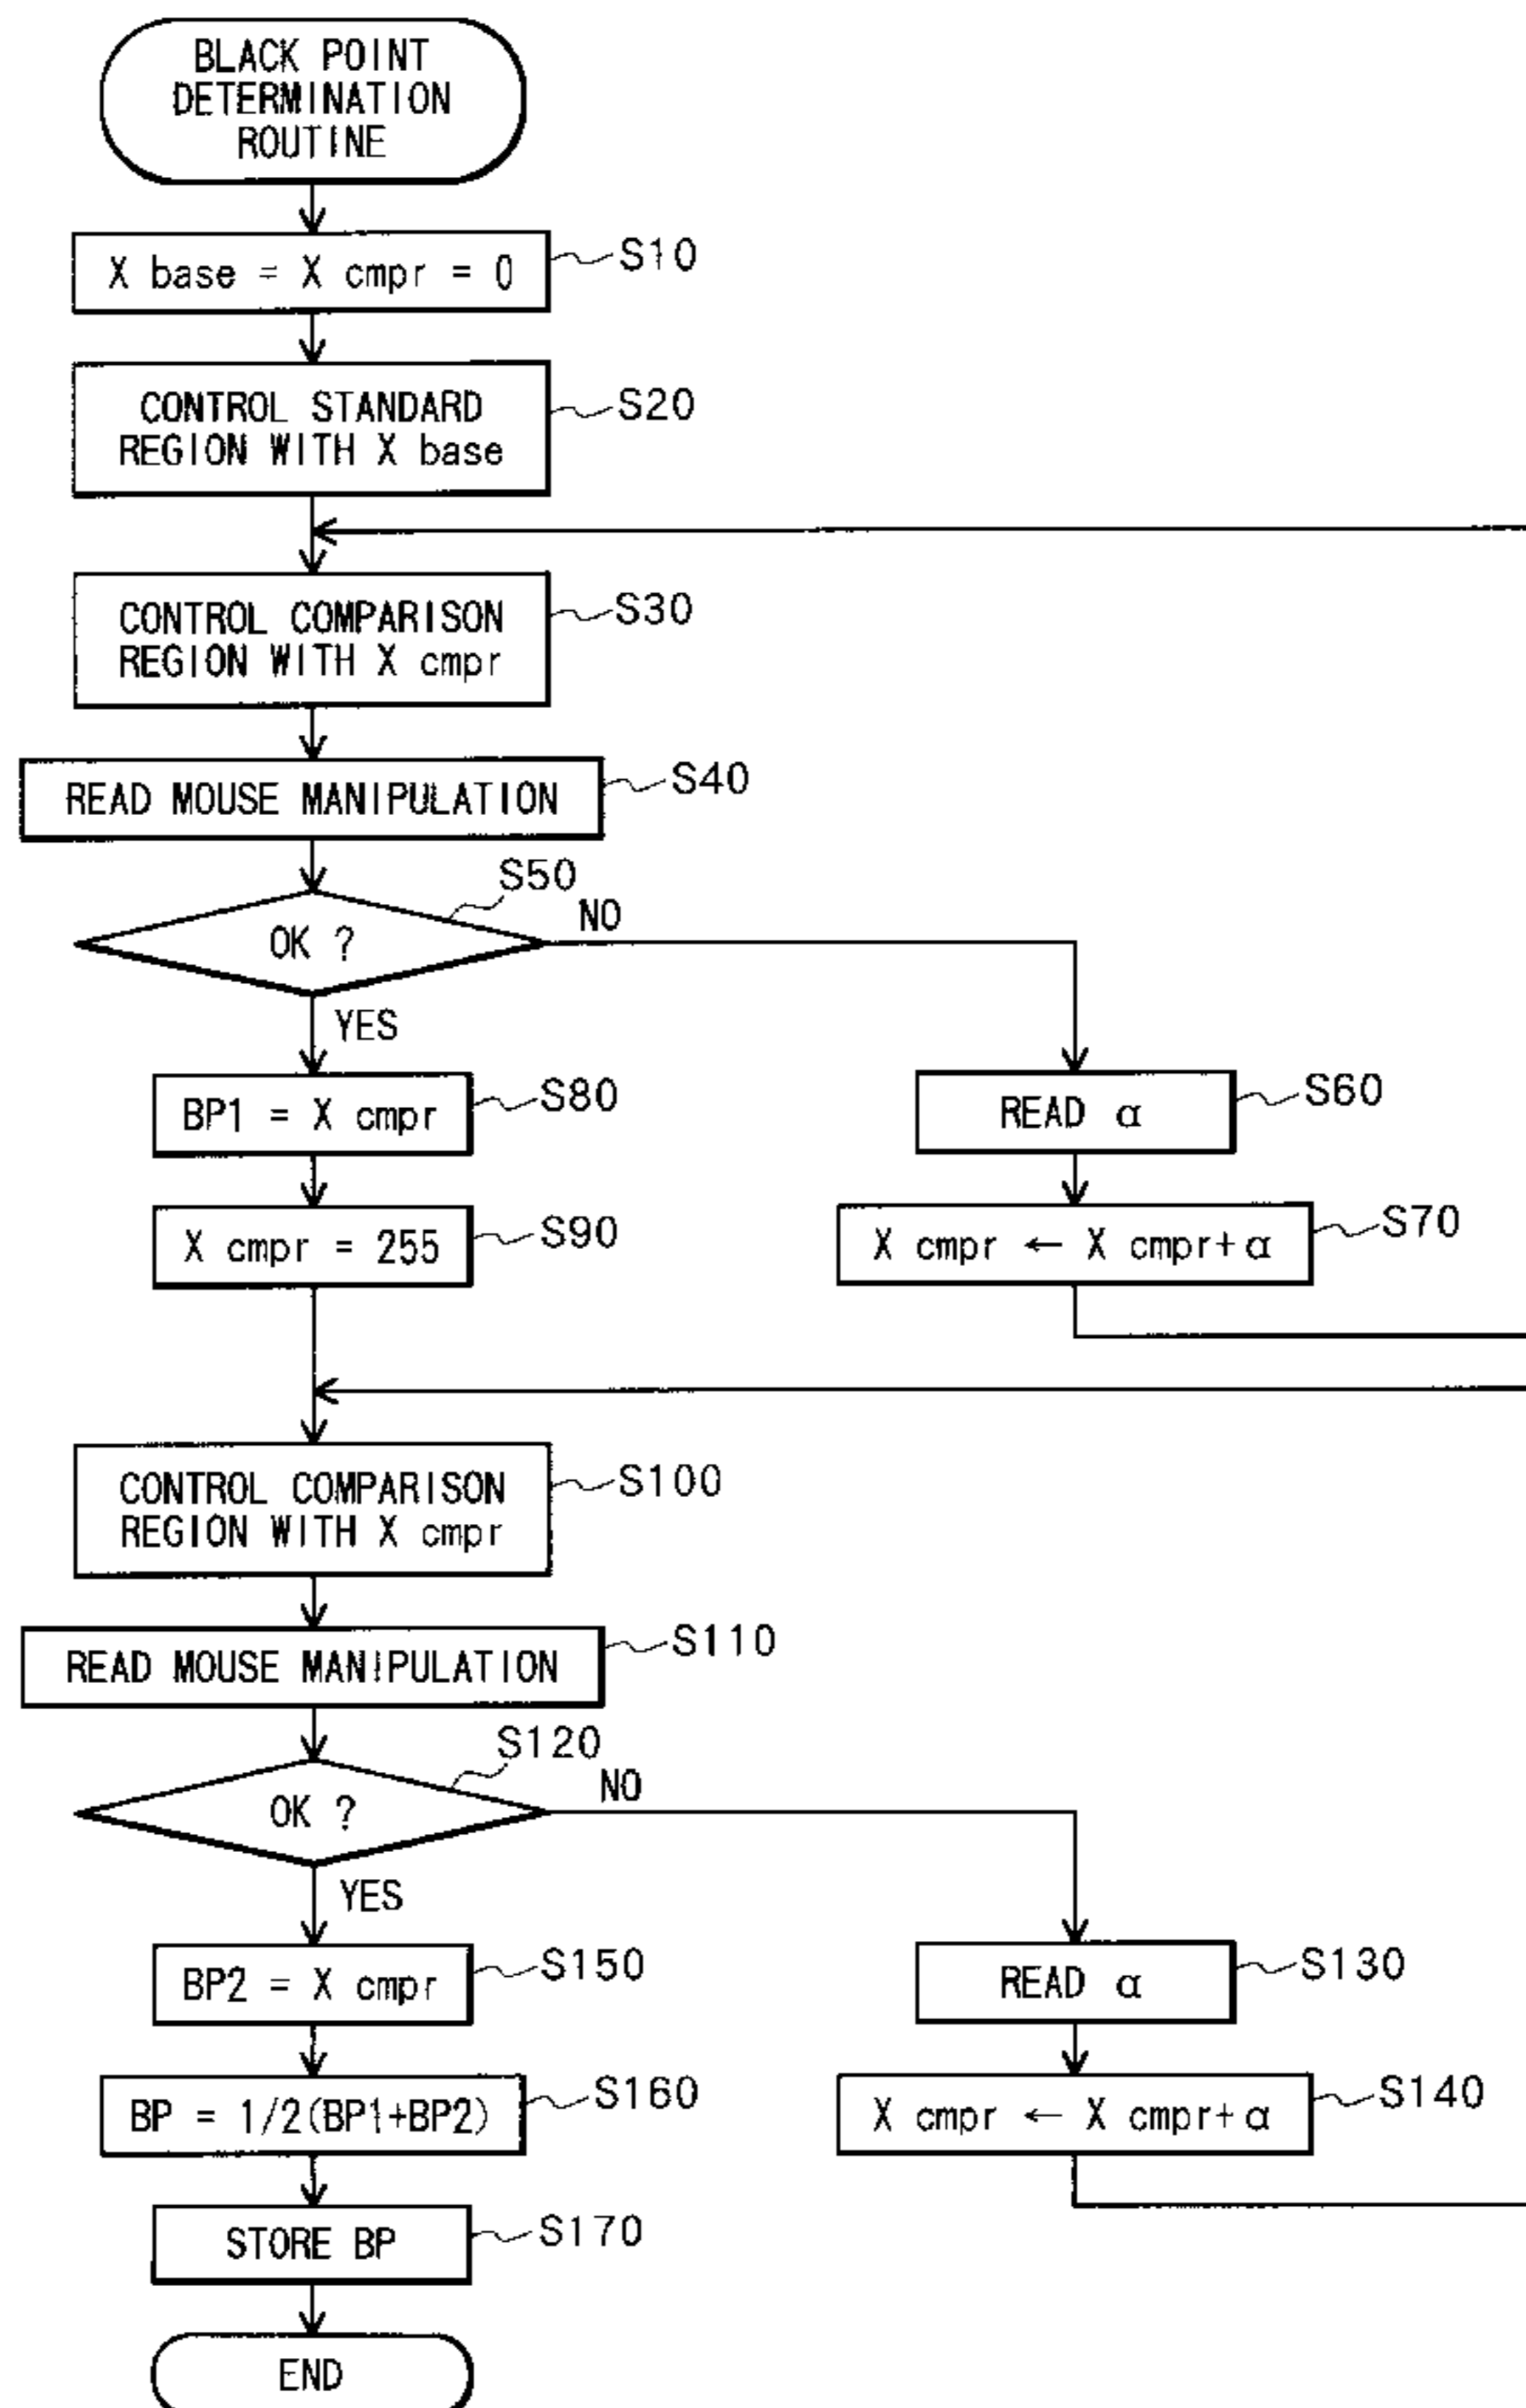 BLACK POINT
DETERMINATION
ROUTINE
X base = X cmpr = 0
S10
CONTROL STANDARD
REGION WITH X base
S20
CONTROL COMPARISON
REGION WITH X cmpr
S30
READ MOUSE MANIPULATION
S40
S50
OK ?
NO
YES
BP1 = X cmpr
S80
READ α
S60
X cmpr = 255
S90
X cmpr ← X cmpr+α
S70
CONTROL COMPARISON
REGION WITH X cmpr
S100
READ MOUSE MANIPULATION
S110
S120
OK ?
NO
YES
BP2 = X cmpr
S150
READ α
S130
BP = 1/2(BP1+BP2)
S160
X cmpr ← X cmpr+α
S140
STORE BP
S170
END